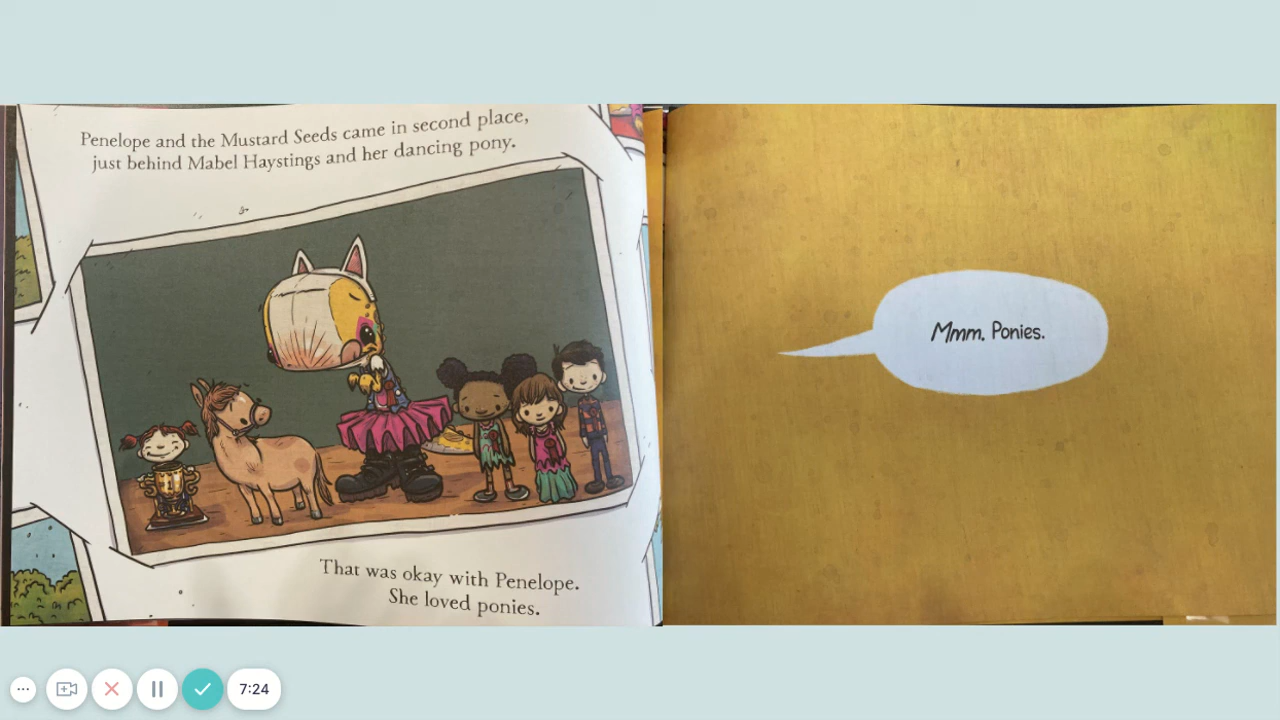 Penelope and the Mustard Seeds came in second place,
just behind Mabel Haystings and her dancing pony.
1
That was okay with Penelope.
She loved ponies.
Mmm. Ponies.
7:24